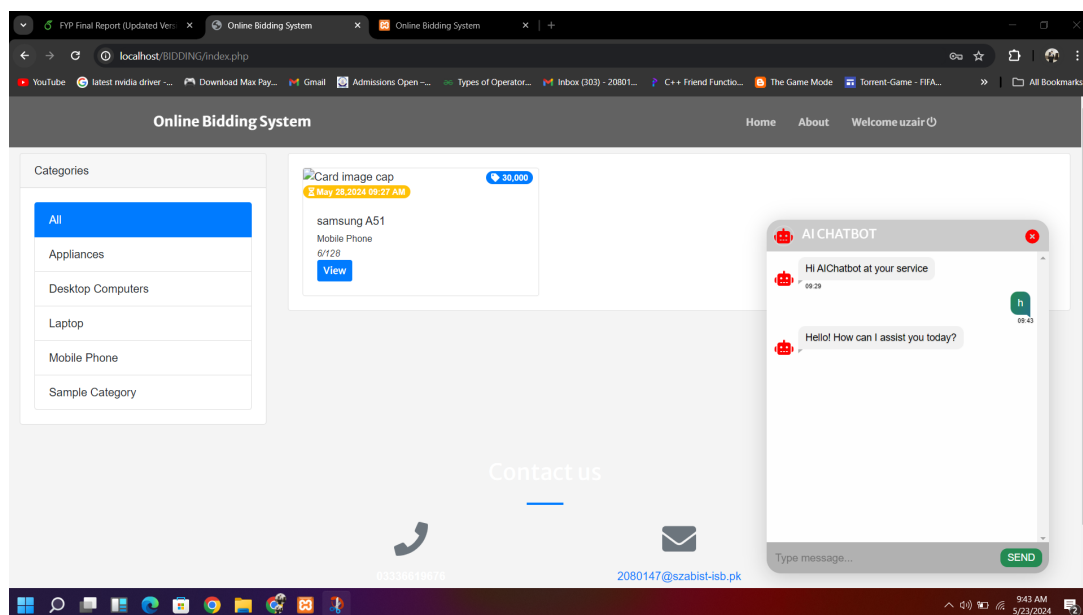 FYP Final Report (Updated Vers
Online Bidding System
Online Bidding System
localhost/BIDDING/index.php
YouTube
latest nvidia driver -...
Download Max Pay...
Gmail
Admissions Open –...
Types of Operator...
Inbox (303) - 20801...
C++ Friend Functio...
The Game Mode
Torrent-Game - FIFA...
»
All Bookmarks
Online Bidding System
Home About Welcome uzair
Categories
All
Appliances
Desktop Computers
Laptop
Mobile Phone
Sample Category
Card image cap
30,000
May 28,2024 09:27 AM
samsung A51
Mobile Phone
6/128
View
AI CHATBOT
Hi AIChatbot at your service
09:29
h
09:43
Hello! How can I assist you today?
Type message...
SEND
Contact us
2080147@szabist-isb.pk
9:43 AM
5/23/2024